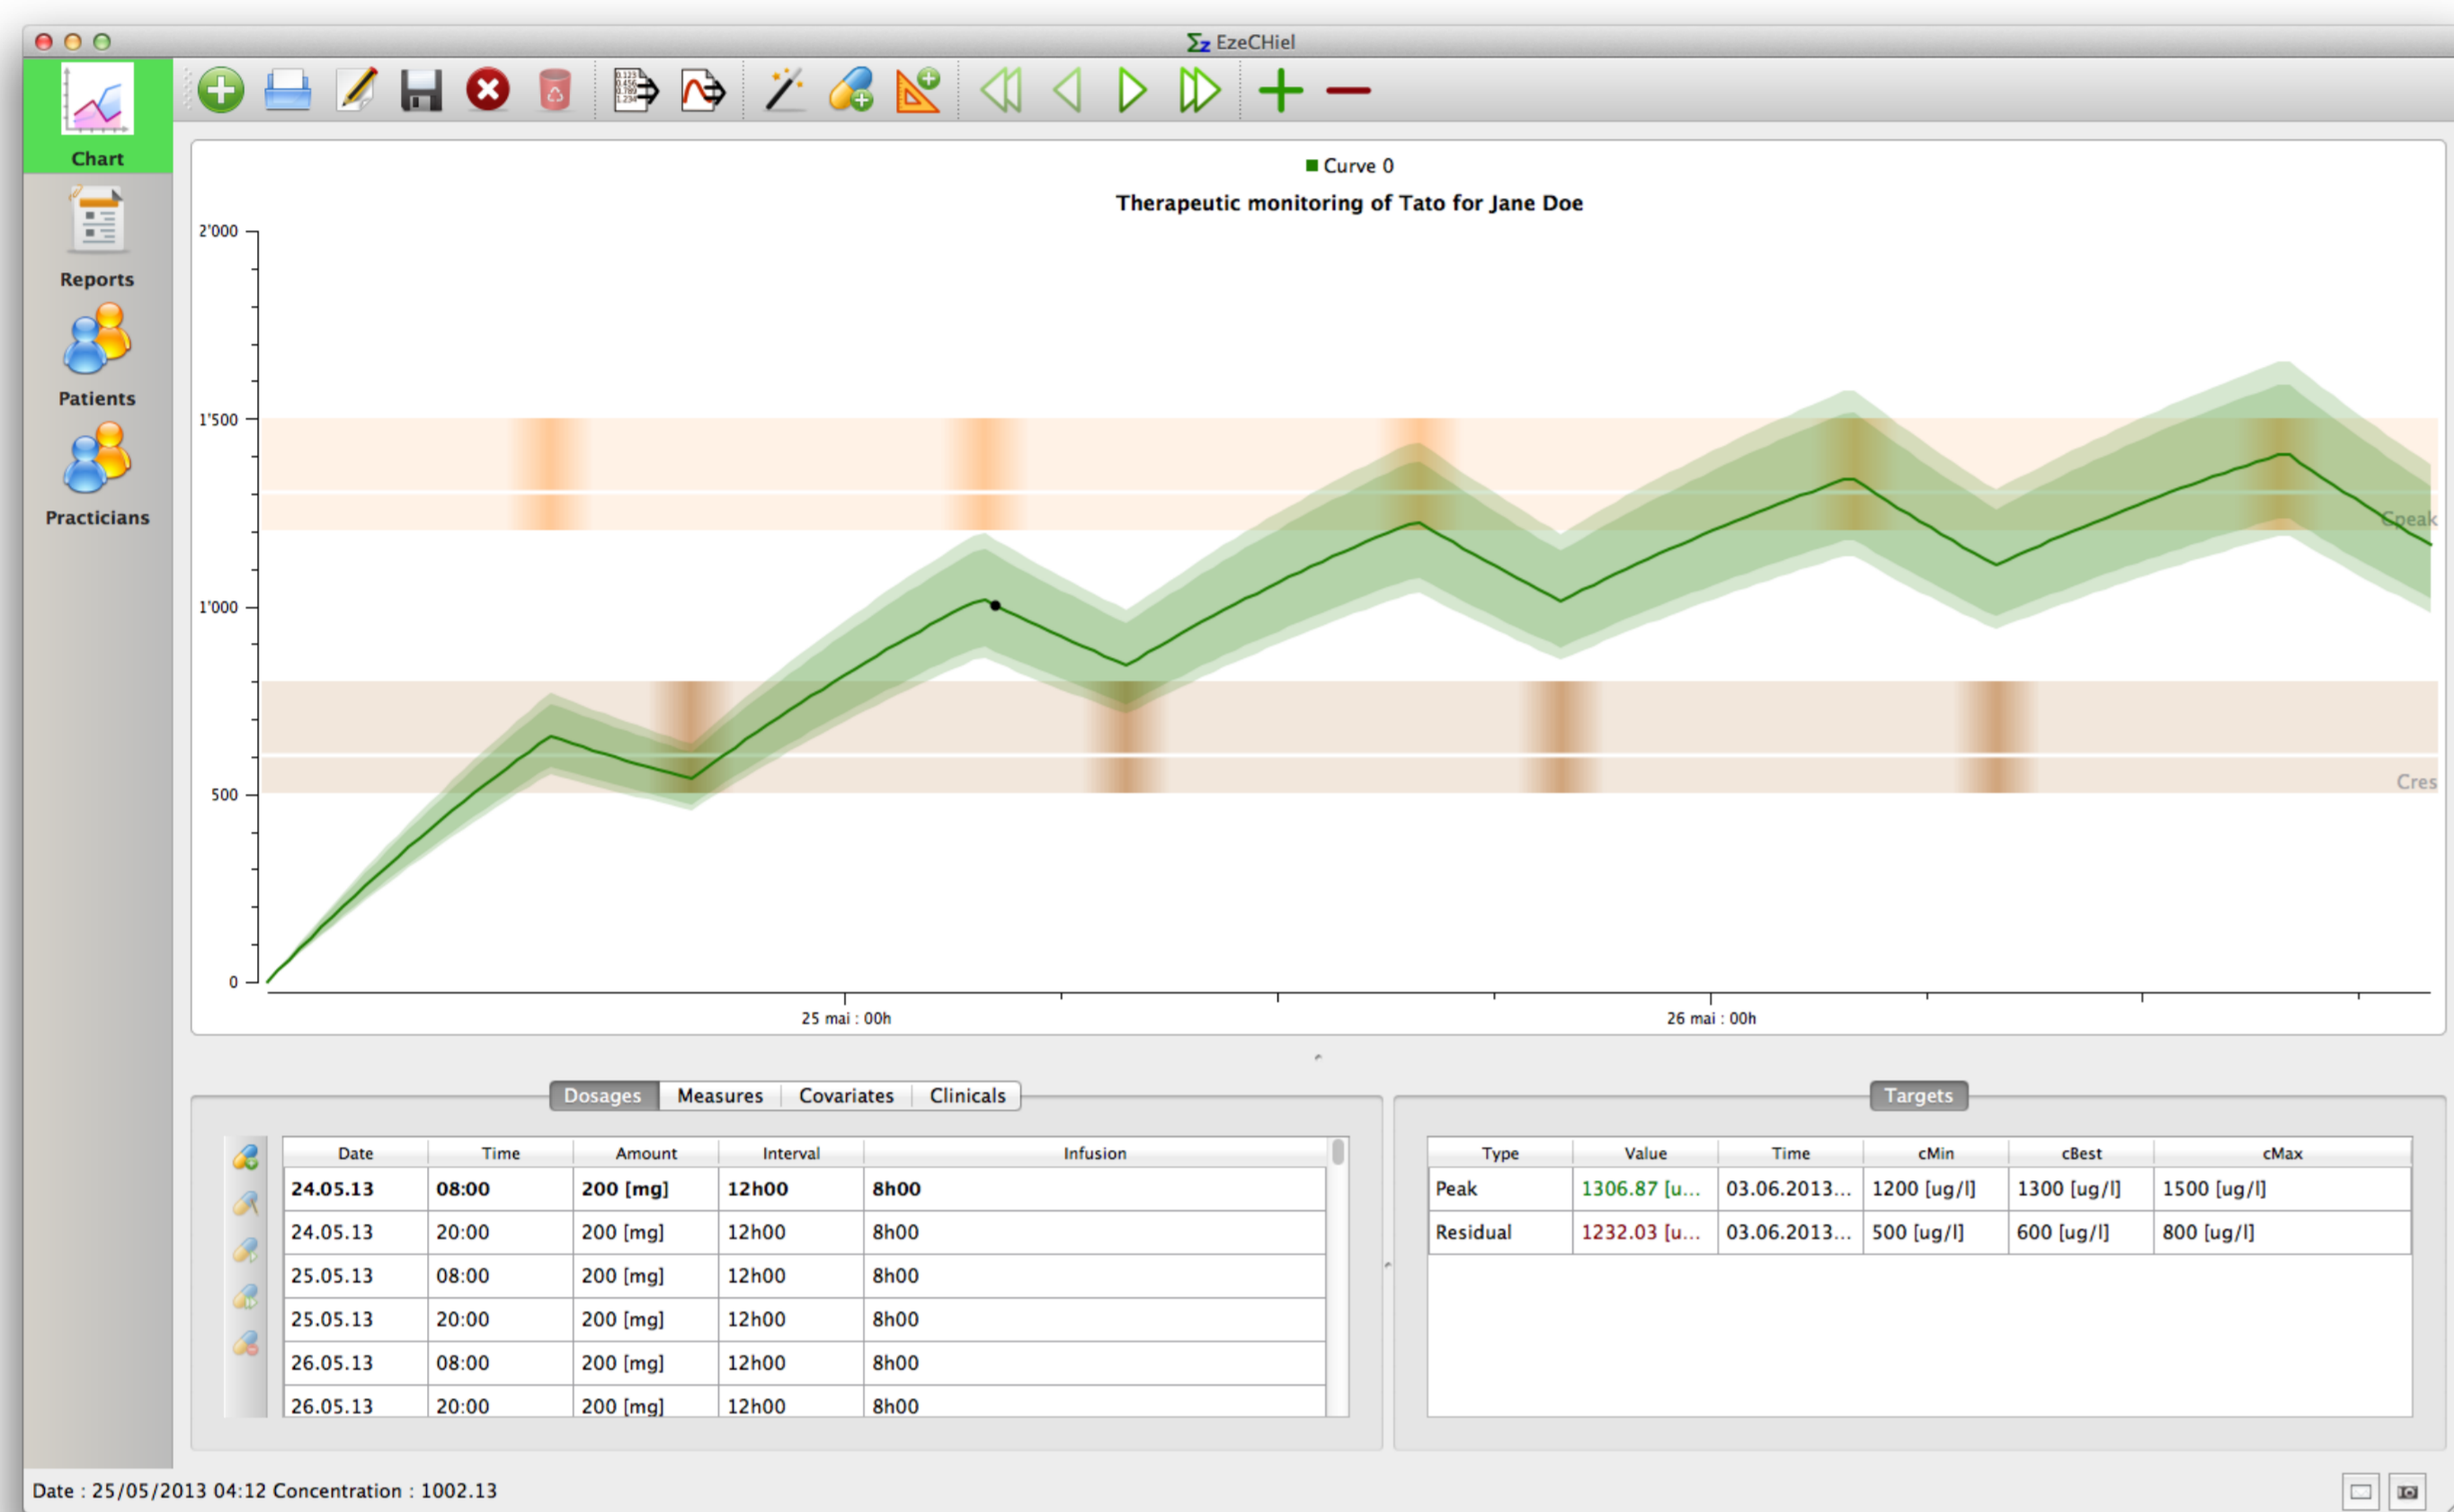 Σz EzeCHiel
Chart
Reports
Patients
Practicians
Curve 0
Therapeutic monitoring of Tato for Jane Doe
2'000
1'500
1'000
500
0
Cpeak
Cres
25 mai : 00h
26 mai : 00h
Dosages Measures Covariates Clinicals
Date Time Amount Interval Infusion
24.05.13 08:00 200 [mg] 12h00 8h00
24.05.13 20:00 200 [mg] 12h00 8h00
25.05.13 08:00 200 [mg] 12h00 8h00
25.05.13 20:00 200 [mg] 12h00 8h00
26.05.13 08:00 200 [mg] 12h00 8h00
26.05.13 20:00 200 [mg] 12h00 8h00
Targets
Type Value Time cMin cBest cMax
Peak 1306.87 [u... 03.06.2013... 1200 [ug/l] 1300 [ug/l] 1500 [ug/l]
Residual 1232.03 [u... 03.06.2013... 500 [ug/l] 600 [ug/l] 800 [ug/l]
Date : 25/05/2013 04:12 Concentration : 1002.13